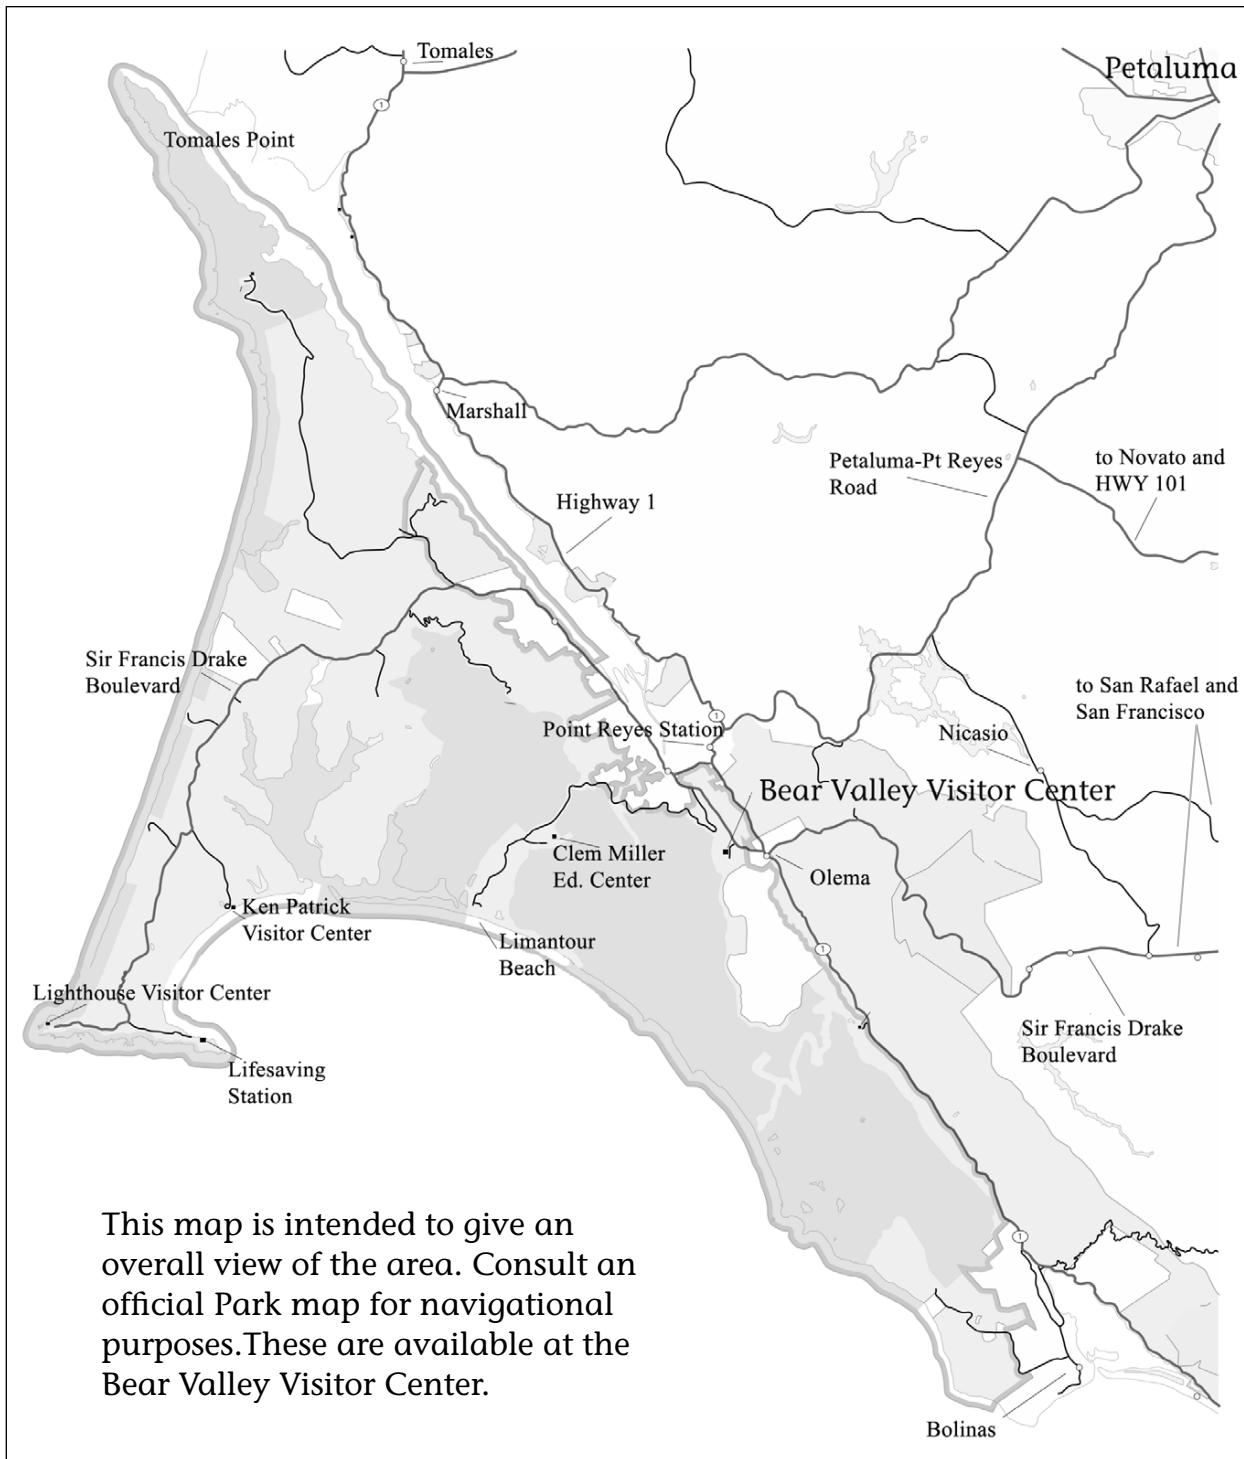 Tomales
Petaluma
1
Tomales Point
Marshall
Petaluma-Pt Reyes
Road
to Novato and
HWY 101
Highway 1
Sir Francis Drake
Boulevard
to San Rafael and
San Francisco
1
Point Reyes Station
Nicasio
Bear Valley Visitor Center
Clem Miller
Ed. Center
Olema
Ken Patrick
Visitor Center
Limantour
Beach
1
Lighthouse Visitor Center
Sir Francis Drake
Boulevard
Lifesaving
Station
This map is intended to give an
overall view of the area. Consult an
official Park map for navigational
purposes.These are available at the
Bear Valley Visitor Center.
1
Bolinas